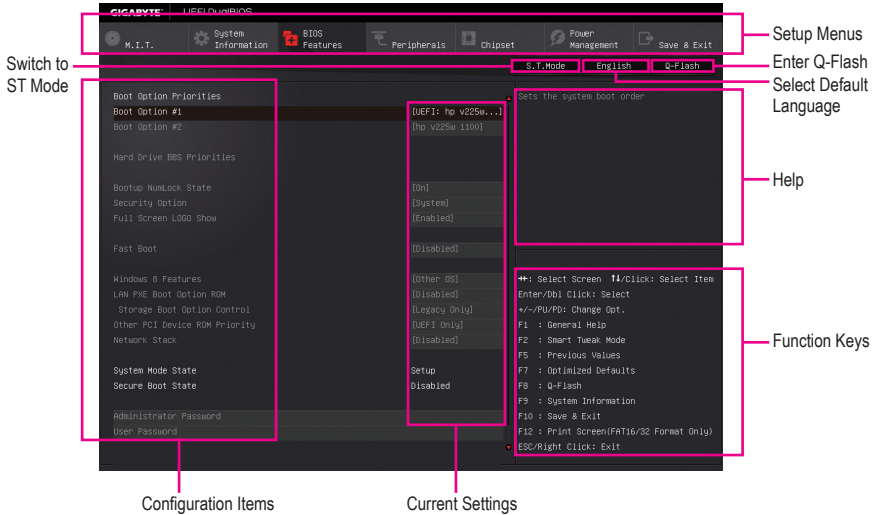 GIGABYTE UEFI DualBIOS
M.I.T.
System Information
BIOS Features
Peripherals
Chipset
Power Management
Save & Exit
Setup Menus
Switch to ST Mode
S.T.Mode English Q-Flash
Enter Q-Flash
Select Default Language
Boot Option Priorities
Boot Option #1 [UEFI: hp v225w...]
Boot Option #2 [hp v225w 1100]
Hard Drive BBS Priorities
Bootup NumLock State [On]
Security Option [System]
Full Screen LOGO Show [Enabled]
Fast Boot [Disabled]
Windows 8 Features [Other OS]
LAN PXE Boot Option ROM [Disabled]
Storage Boot Option Control [Legacy Only]
Other PCI Device ROM Priority [UEFI Only]
Network Stack [Disabled]
System Mode State Setup
Secure Boot State Disabled
Administrator Password
User Password
Sets the system boot order
Help
→←: Select Screen ↑↓/Click: Select Item
Enter/Dbl Click: Select
+/-/PU/PD: Change Opt.
F1 : General Help
F2 : Smart Tweak Mode
F5 : Previous Values
F7 : Optimized Defaults
F8 : Q-Flash
F9 : System Information
F10 : Save & Exit
F12 : Print Screen(FAT16/32 Format Only)
ESC/Right Click: Exit
Function Keys
Configuration Items
Current Settings